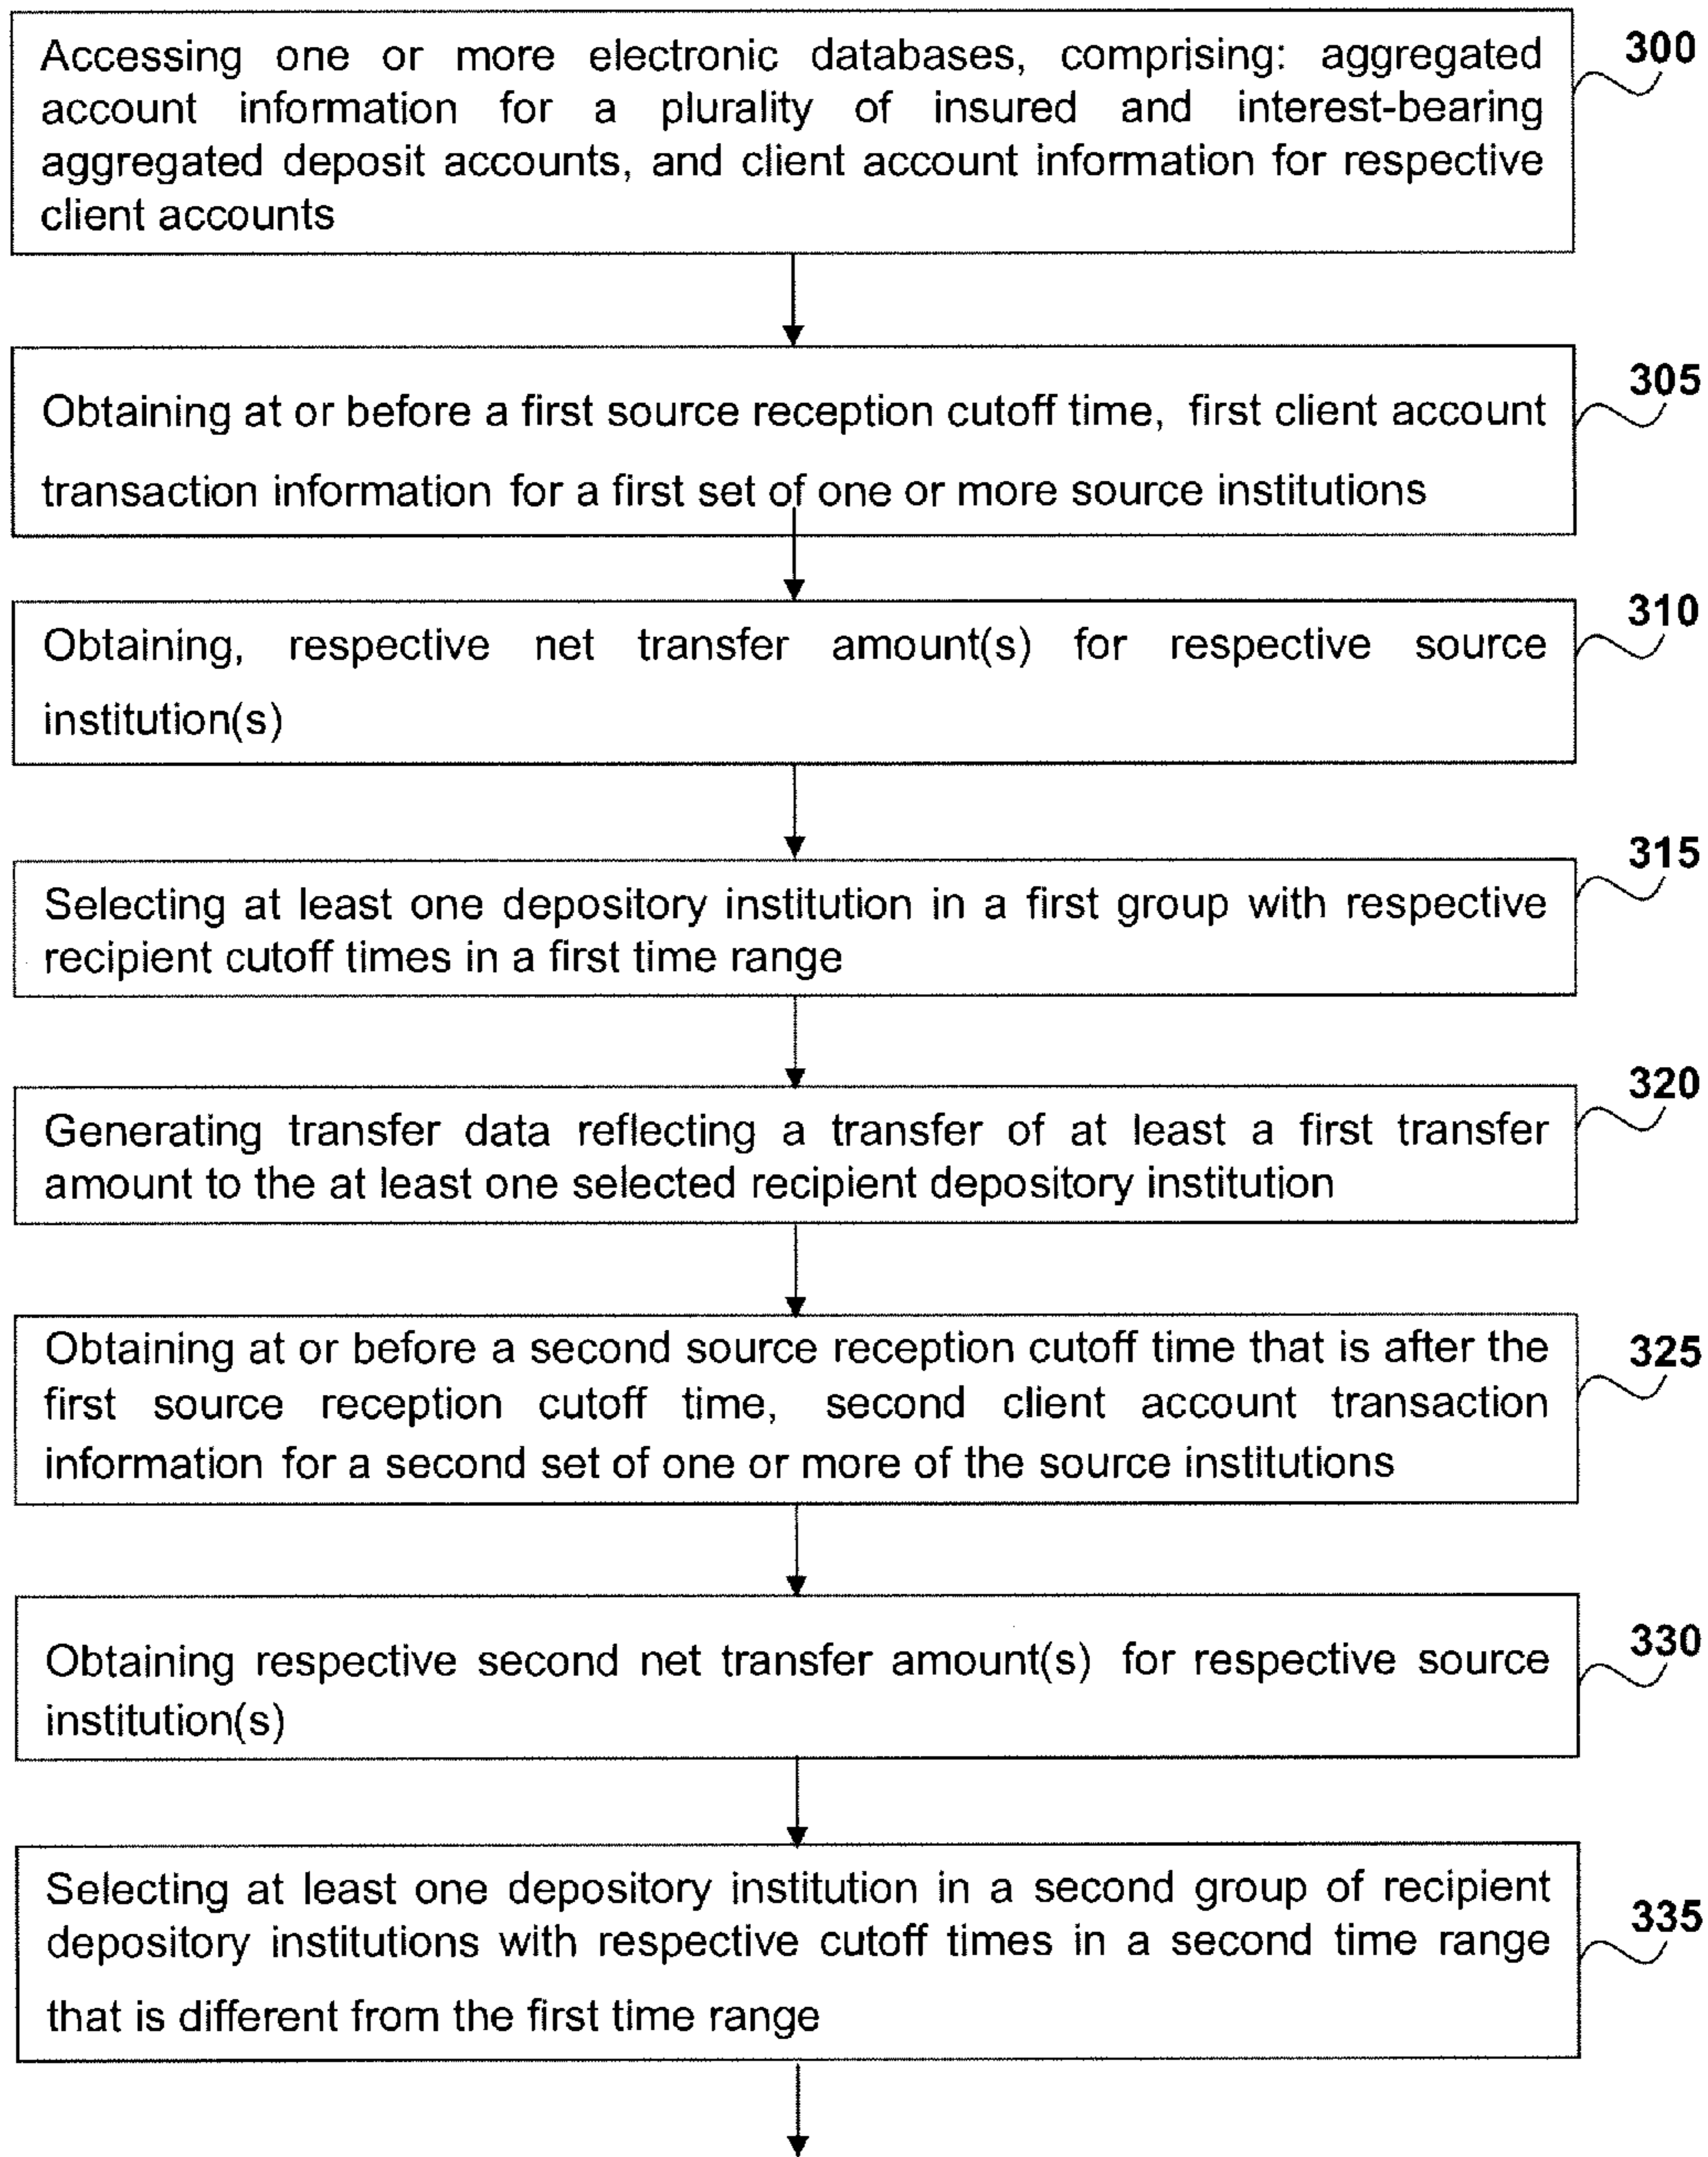 Accessing one or more electronic databases, comprising: aggregated
account information for a plurality of insured and interest-bearing
aggregated deposit accounts, and client account information for respective
client accounts
300
Obtaining at or before a first source reception cutoff time, first client account
transaction information for a first set of one or more source institutions
305
Obtaining, respective net transfer amount(s) for respective source
institution(s)
310
Selecting at least one depository institution in a first group with respective
recipient cutoff times in a first time range
315
Generating transfer data reflecting a transfer of at least a first transfer
amount to the at least one selected recipient depository institution
320
Obtaining at or before a second source reception cutoff time that is after the
first source reception cutoff time, second client account transaction
information for a second set of one or more of the source institutions
325
Obtaining respective second net transfer amount(s) for respective source
institution(s)
330
Selecting at least one depository institution in a second group of recipient
depository institutions with respective cutoff times in a second time range
that is different from the first time range
335